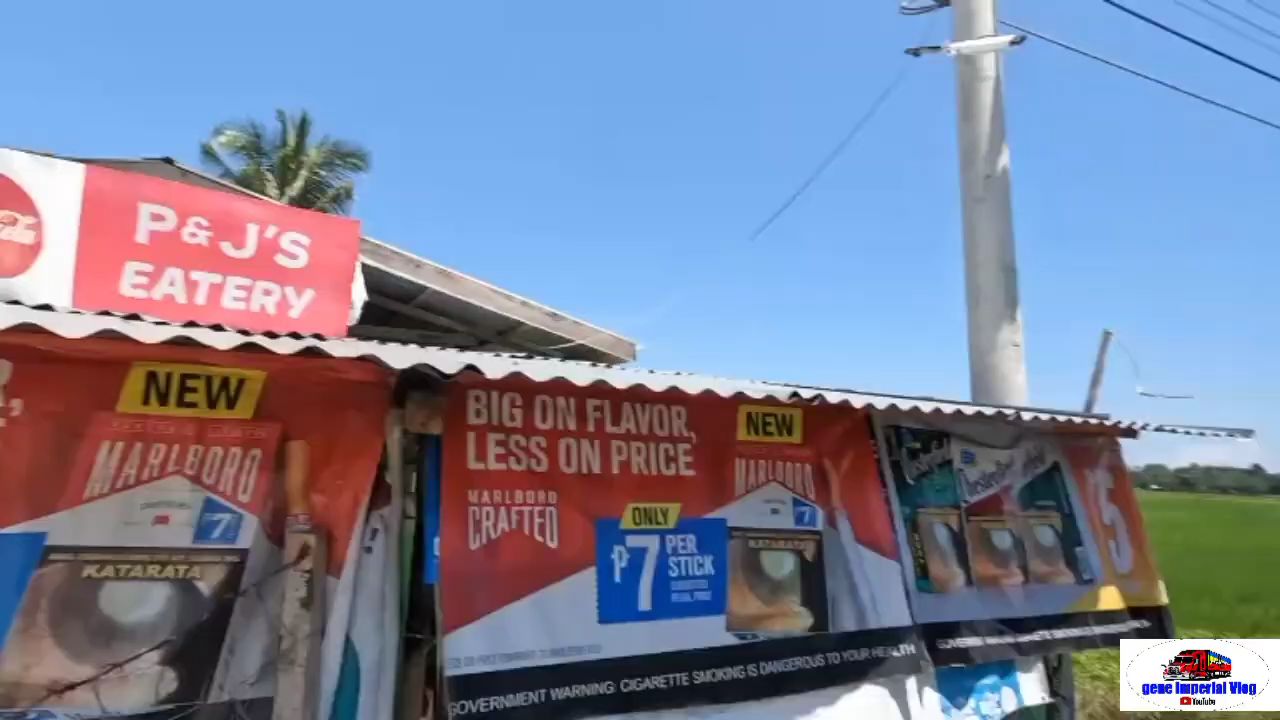 P&J'S
EATERY
NEW
MARLBORO
7
KATARATA
BIG ON FLAVOR,
LESS ON PRICE
MARLBORO
CRAFTED
ONLY
₱7 PER
STICK
NEW
MARLBORO
7
KATARATA
GOVERNMENT WARNING: CIGARETTE SMOKING IS DANGEROUS TO YOUR HEALTH
Chesterfield
5
gene Imperial Vlog
YouTube